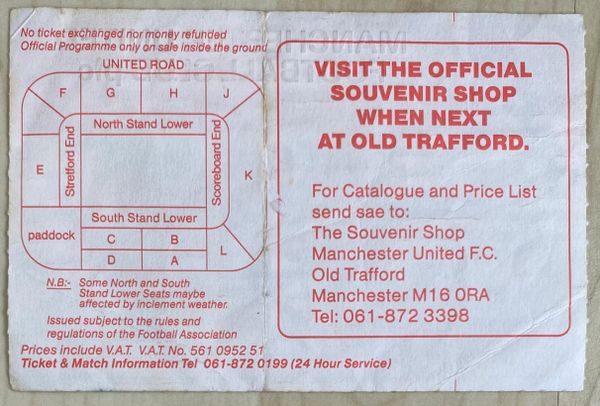 No ticket exchanged nor money refunded
Official Programme only on sale inside the ground
UNITED ROAD
F
G
H
J
North Stand Lower
Stretford End
Scoreboard End
E
K
South Stand Lower
paddock
C
B
D
A
L
N.B:- Some North and South
Stand Lower Seats maybe
affected by inclement weather.
Issued subject to the rules and
regulations of the Football Association
Prices include V.A.T. V.A.T. No. 561 0952 51
Ticket & Match Information Tel 061-872 0199 (24 Hour Service)
VISIT THE OFFICIAL
SOUVENIR SHOP
WHEN NEXT
AT OLD TRAFFORD.
For Catalogue and Price List
send sae to:
The Souvenir Shop
Manchester United F.C.
Old Trafford
Manchester M16 0RA
Tel: 061-872 3398